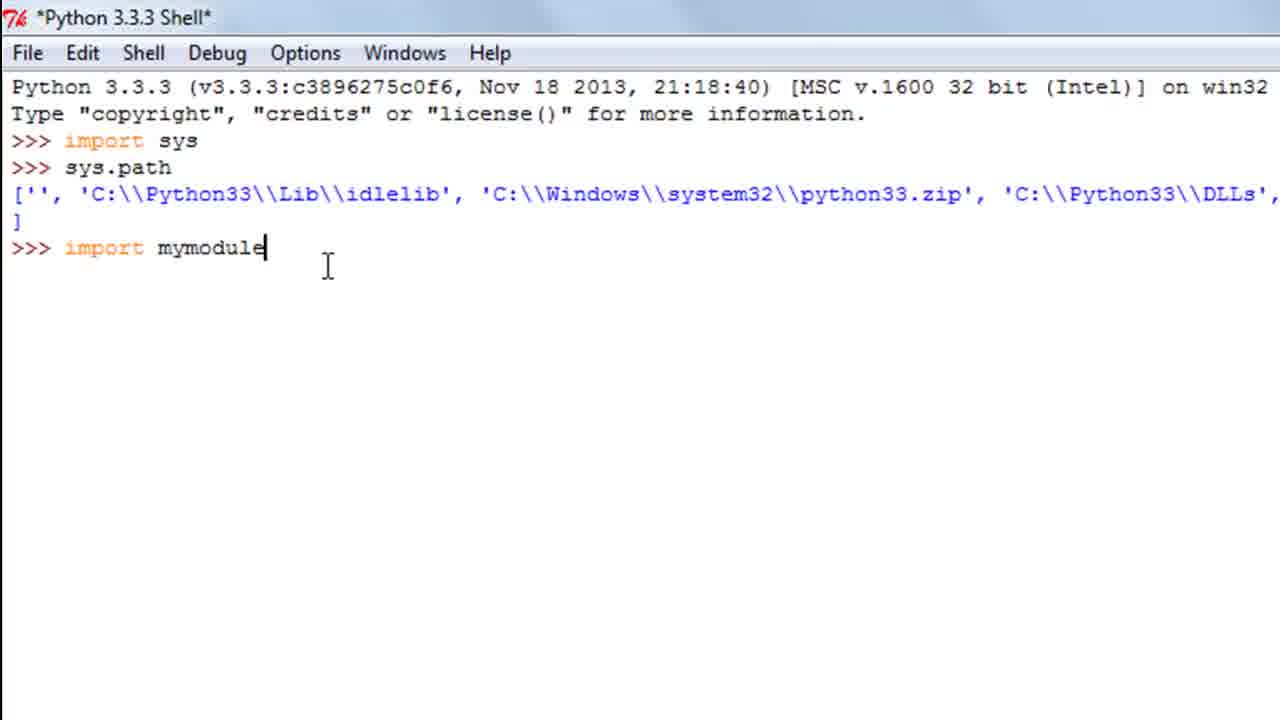 *Python 3.3.3 Shell*
File Edit Shell Debug Options Windows Help
Python 3.3.3 (v3.3.3:c3896275c0f6, Nov 18 2013, 21:18:40) [MSC v.1600 32 bit (Intel)] on win32
Type "copyright", "credits" or "license()" for more information.
>>> import sys
>>> sys.path
['', 'C:\\Python33\\Lib\\idlelib', 'C:\\Windows\\system32\\python33.zip', 'C:\\Python33\\DLLs',
]
>>> import mymodule